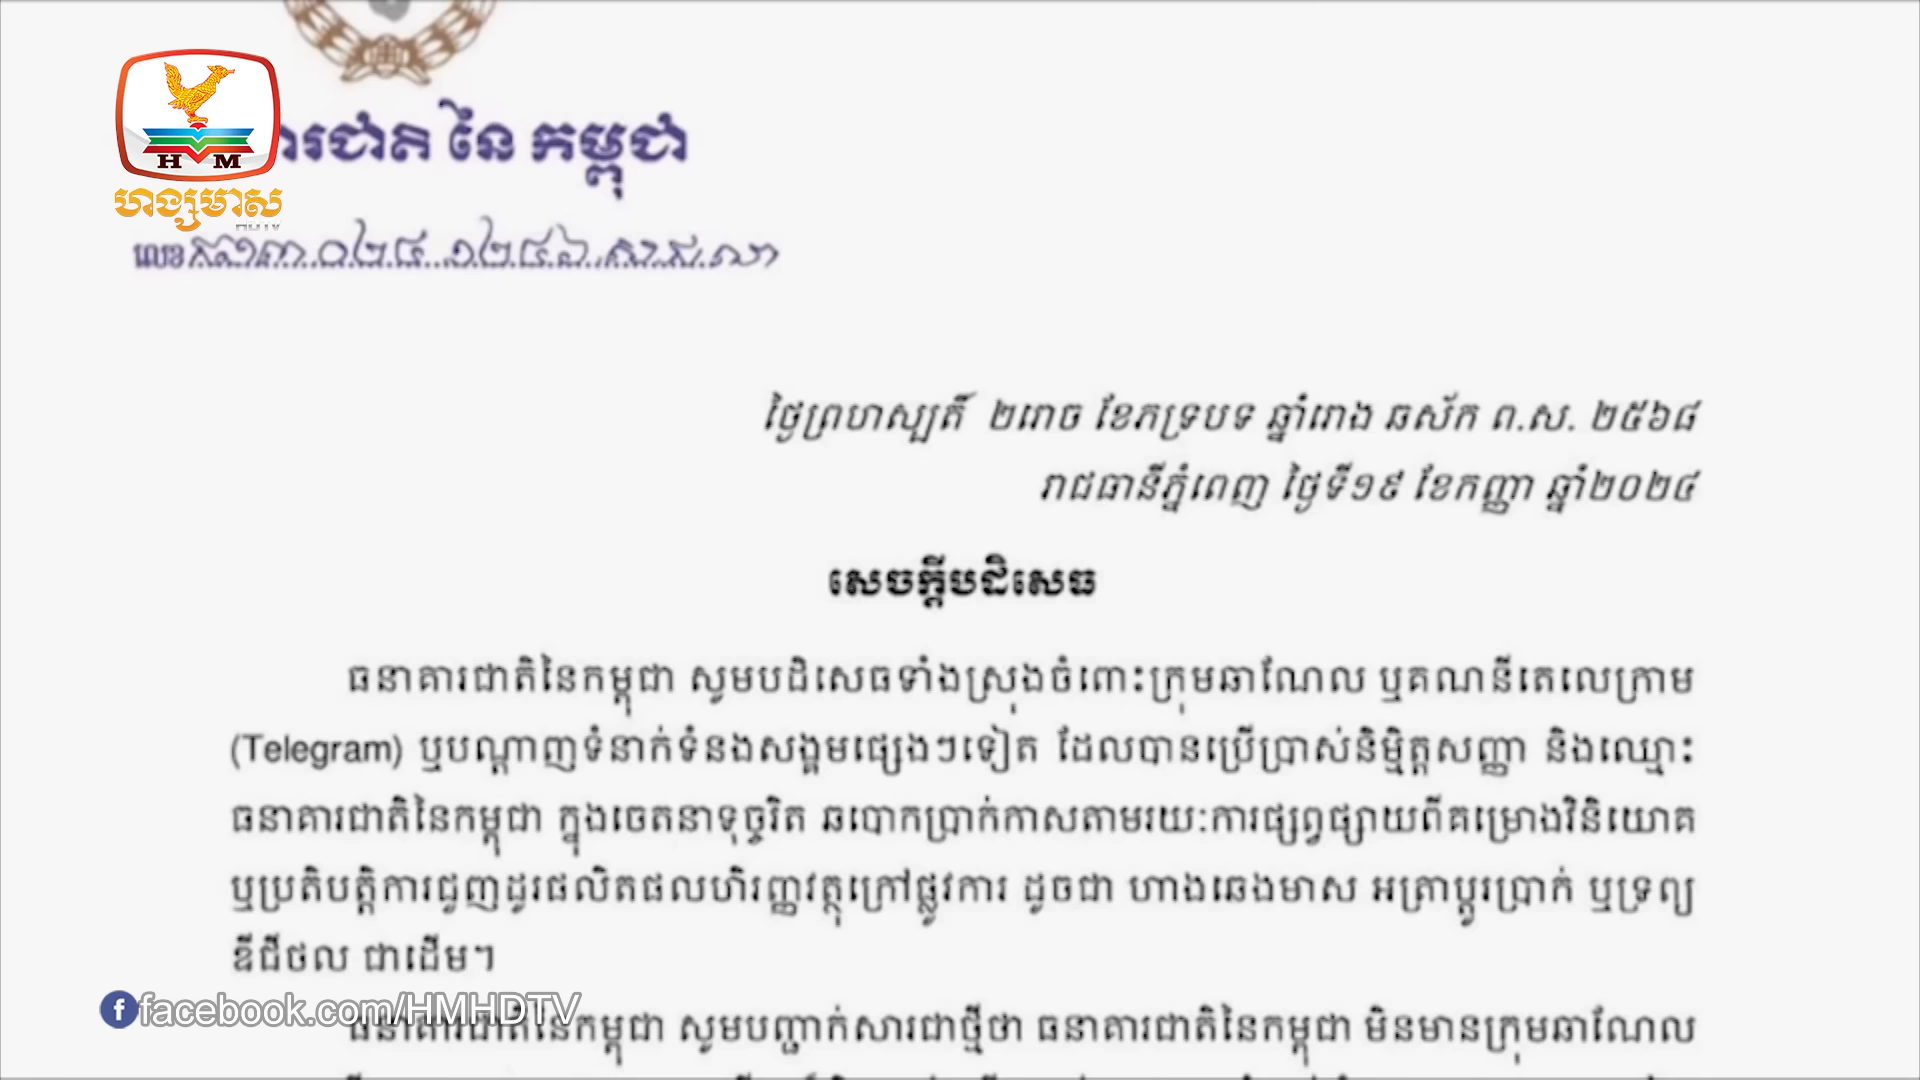 ារជាតិ នៃ កម្ពុជា
H M
ហង្សមាស
HDTV
លេខ
ថ្ងៃព្រហស្បតិ៍ ២រោច ខែភទ្របទ ឆ្នាំរោង ឆស័ក ព.ស. ២៥៦៨
រាជធានីភ្នំពេញ ថ្ងៃទី១៩ ខែកញ្ញា ឆ្នាំ២០២៤
សេចក្តីបដិសេធ
ធនាគារជាតិនៃកម្ពុជា សូមបដិសេធទាំងស្រុងចំពោះក្រុមឆាណែល ឬគណនីតេលេក្រាម
(Telegram) ឬបណ្តាញទំនាក់ទំនងសង្គមផ្សេងៗទៀត ដែលបានប្រើប្រាស់និម្មិត្តសញ្ញា និងឈ្មោះ
ធនាគារជាតិនៃកម្ពុជា ក្នុងចេតនាទុច្ចរិត ឆបោកប្រាក់កាសតាមរយៈការផ្សព្វផ្សាយពីគម្រោងវិនិយោគ
ឬប្រតិបត្តិការជួញដូរផលិតផលហិរញ្ញវត្ថុក្រៅផ្លូវការ ដូចជា ហាងឆេងមាស អត្រាប្តូរប្រាក់ ឬទ្រព្យ
ឌីជីថល ជាដើម។
facebook.com/HMHDTV
ធនាគារជាតិនៃកម្ពុជា សូមបញ្ជាក់សារជាថ្មីថា ធនាគារជាតិនៃកម្ពុជា មិនមានក្រុមឆាណែល